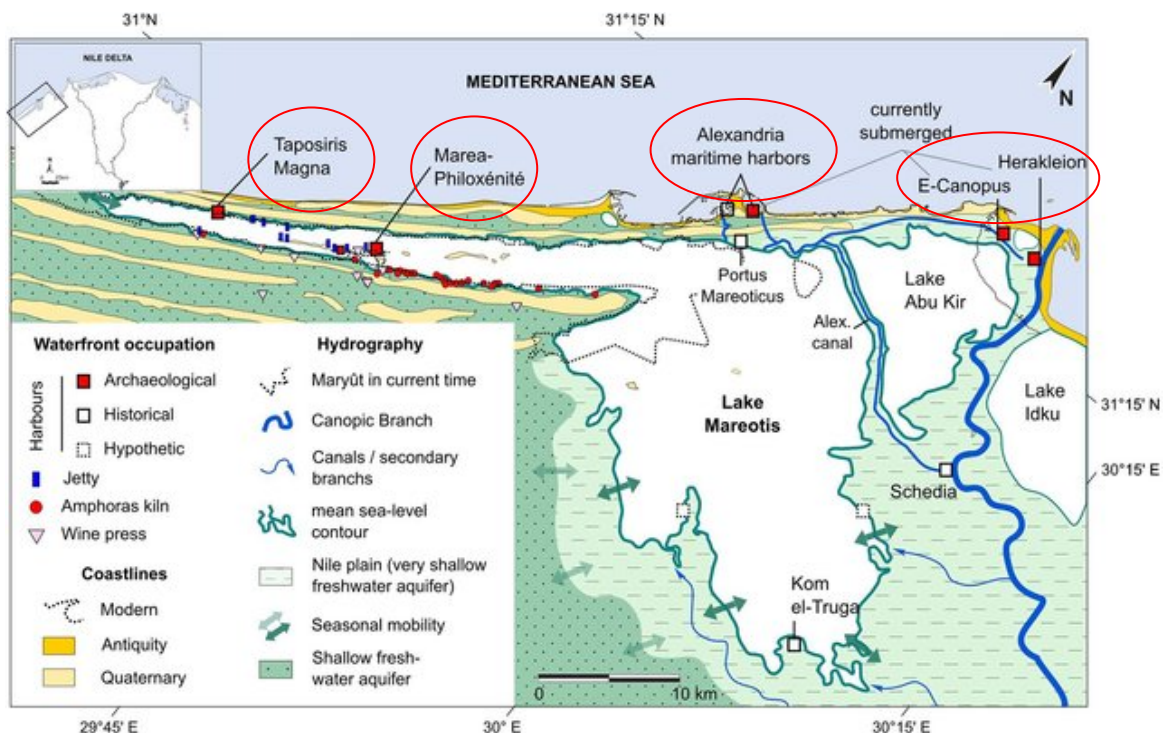 31°N
31°15' N
NILE DELTA
N
MEDITERRANEAN SEA
N
currently
submerged
Taposiris
Magna
Marea-
Philoxénité
Alexandria
maritime harbors
Herakleion
E-Canopus
Portus
Mareoticus
Lake
Abu Kir
Alex.
canal
Lake
Mareotis
Lake
Idku
31°15' N
30°15' E
Schedia
Kom
el-Truga
Waterfront occupation
Harbours
Archaeological
Historical
Hypothetic
Jetty
Amphoras kiln
Wine press
Coastlines
Modern
Antiquity
Quaternary
Hydrography
Maryût in current time
Canopic Branch
Canals / secondary
branchs
mean sea-level
contour
Nile plain (very shallow
freshwater aquifer)
Seasonal mobility
Shallow fresh-
water aquifer
0 10 km
29°45' E
30° E
30°15' E